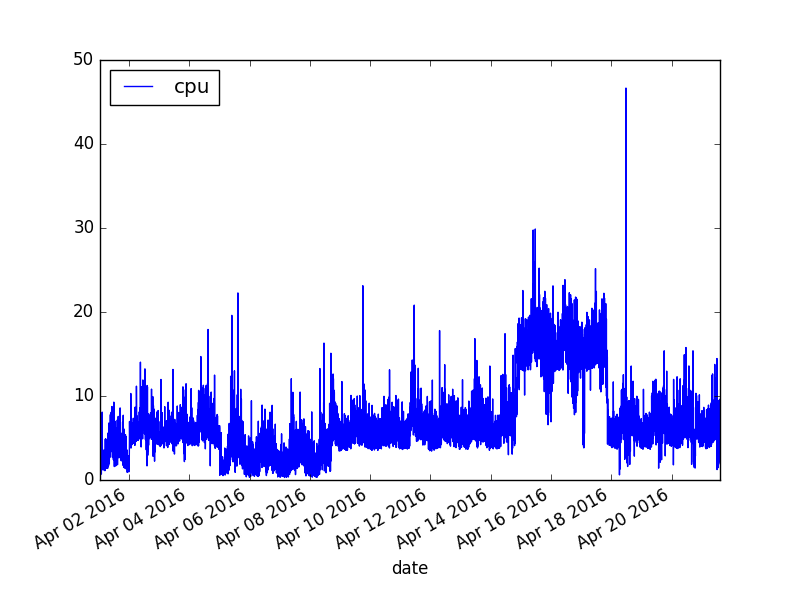 50
cpu
40
30
20
10
0
Apr 02 2016
Apr 04 2016
Apr 06 2016
Apr 08 2016
Apr 10 2016
Apr 12 2016
Apr 14 2016
Apr 16 2016
Apr 18 2016
Apr 20 2016
date